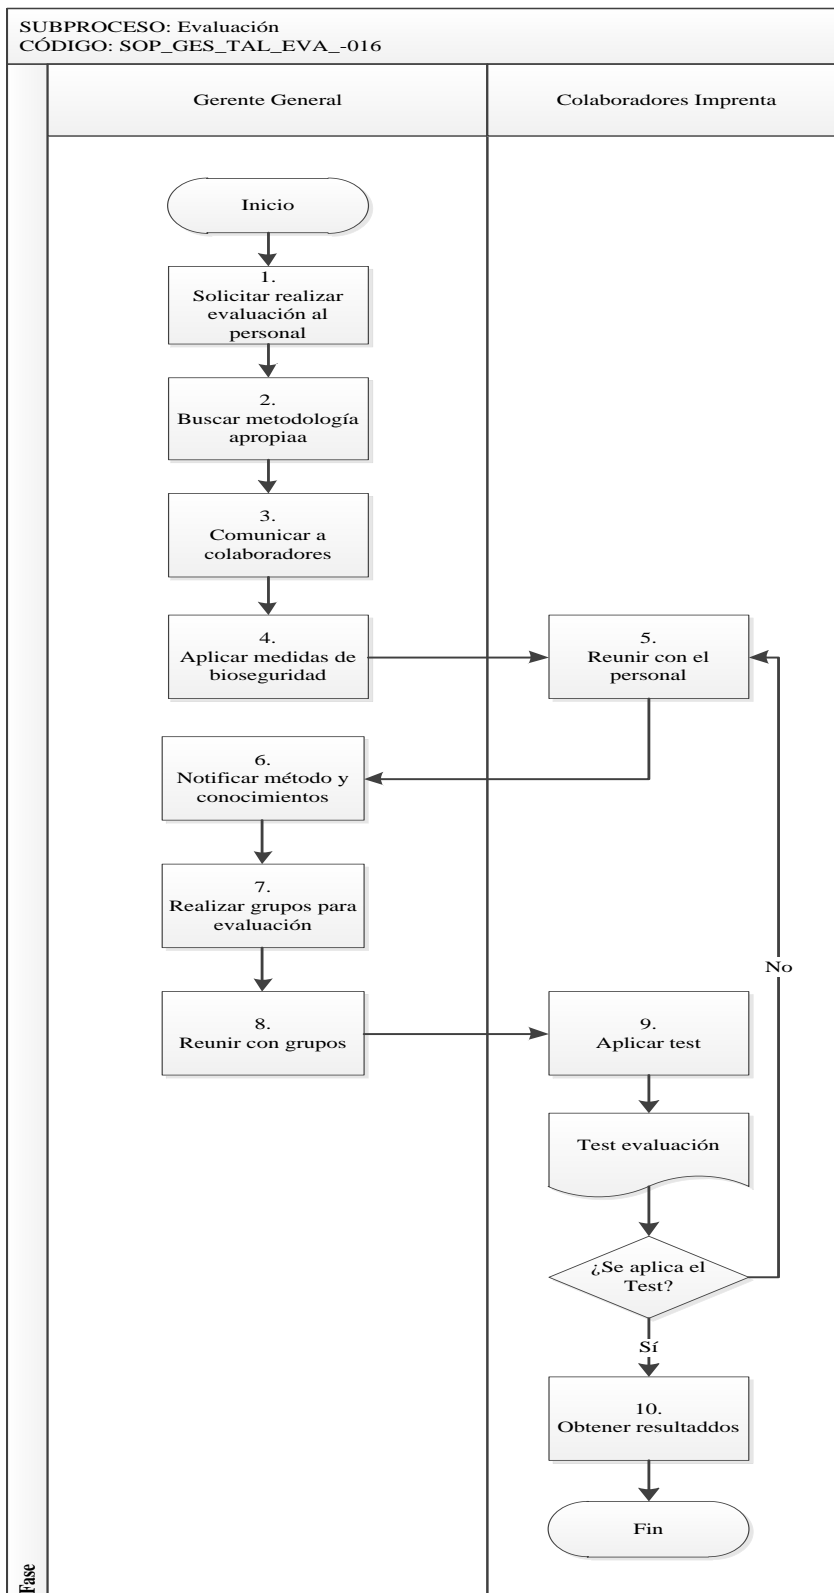 SUBPROCESO: Evaluación
CÓDIGO: SOP_GES_TAL_EVA_-016
Gerente General
Colaboradores Imprenta
Inicio
1.
Solicitar realizar
evaluación al
personal
2.
Buscar metodología
apropiaa
3.
Comunicar a
colaboradores
4.
Aplicar medidas de
bioseguridad
5.
Reunir con el
personal
6.
Notificar método y
conocimientos
7.
Realizar grupos para
evaluación
8.
Reunir con grupos
9.
Aplicar test
Test evaluación
¿Se aplica el
Test?
No
Sí
10.
Obtener resultaddos
Fin
Fase